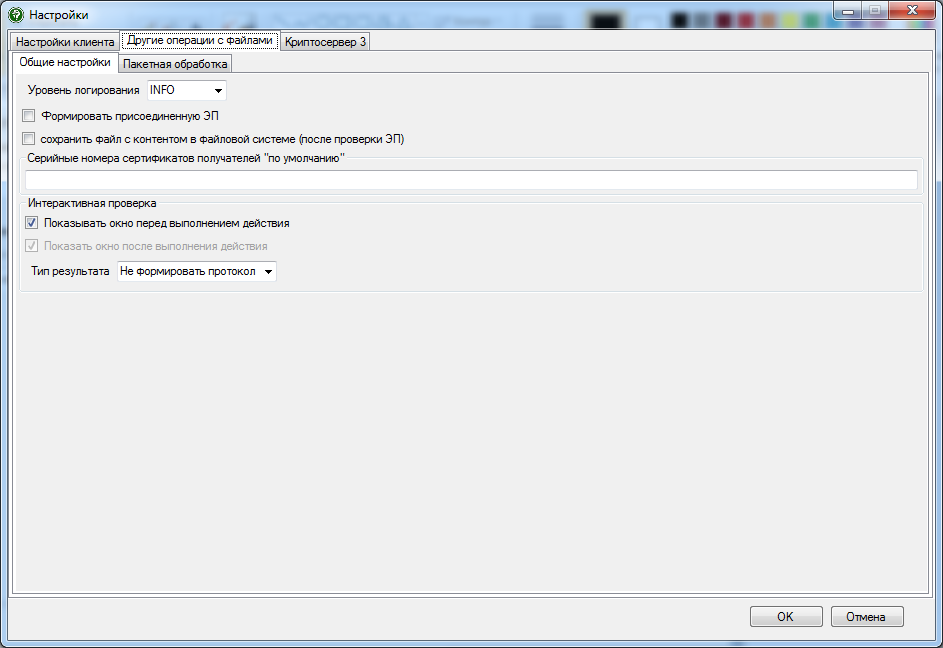 Настройки
Настройки клиента Другие операции с файлами Криптосервер 3
Общие настройки Пакетная обработка
Уровень логирования INFO
Формировать присоединенную ЭП
сохранить файл с контентом в файловой системе (после проверки ЭП)
Серийные номера сертификатов получателей "по умолчанию"
Интерактивная проверка
Показывать окно перед выполнением действия
Показать окно после выполнения действия
Тип результата Не формировать протокол
OK Отмена